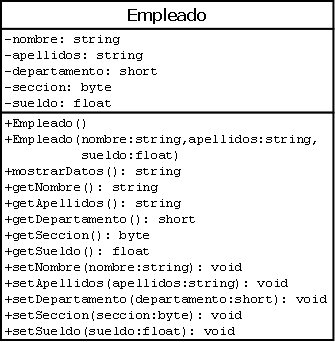 Empleado
-nombre: string
-apellidos: string
-departamento: short
-seccion: byte
-sueldo: float
+Empleado()
+Empleado(nombre:string,apellidos:string,
sueldo:float)
+mostrarDatos(): string
+getNombre(): string
+getApellidos(): string
+getDepartamento(): short
+getSeccion(): byte
+getSueldo(): float
+setNombre(nombre:string): void
+setApellidos(apellidos:string): void
+setDepartamento(departamento:short): void
+setSeccion(seccion:byte): void
+setSueldo(sueldo:float): void